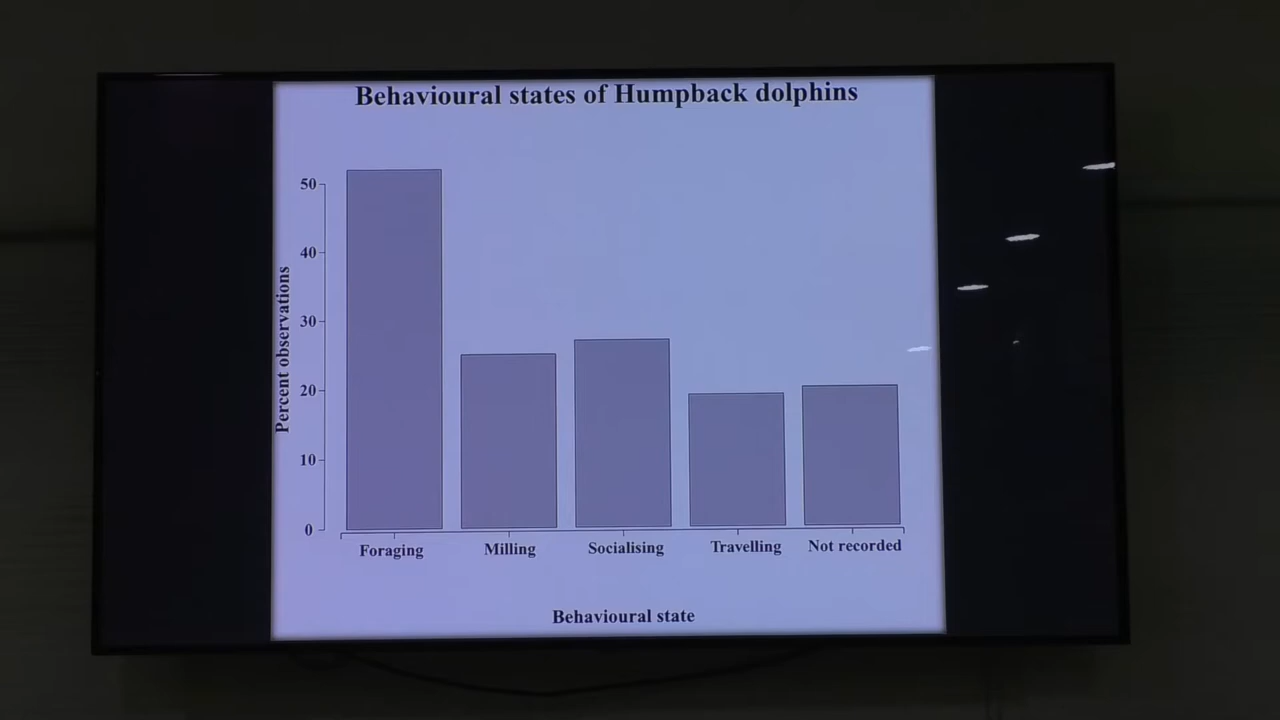 Behavioural states of Humpback dolphins
Percent observations
50
40
30
20
10
0
Foraging
Milling
Socialising
Travelling
Not recorded
Behavioural state